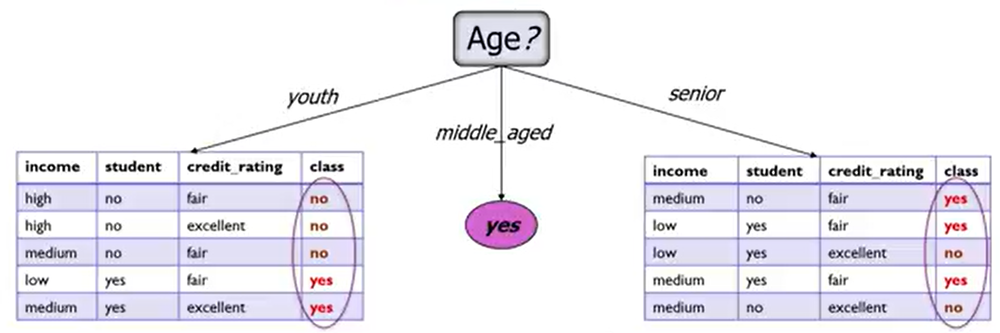 Age?
youth
middle_aged
senior
income student credit_rating class
high no fair no
high no excellent no
medium no fair no
low yes fair yes
medium yes excellent yes
yes
income student credit_rating class
medium no fair yes
low yes fair yes
low yes excellent no
medium yes fair yes
medium no excellent no